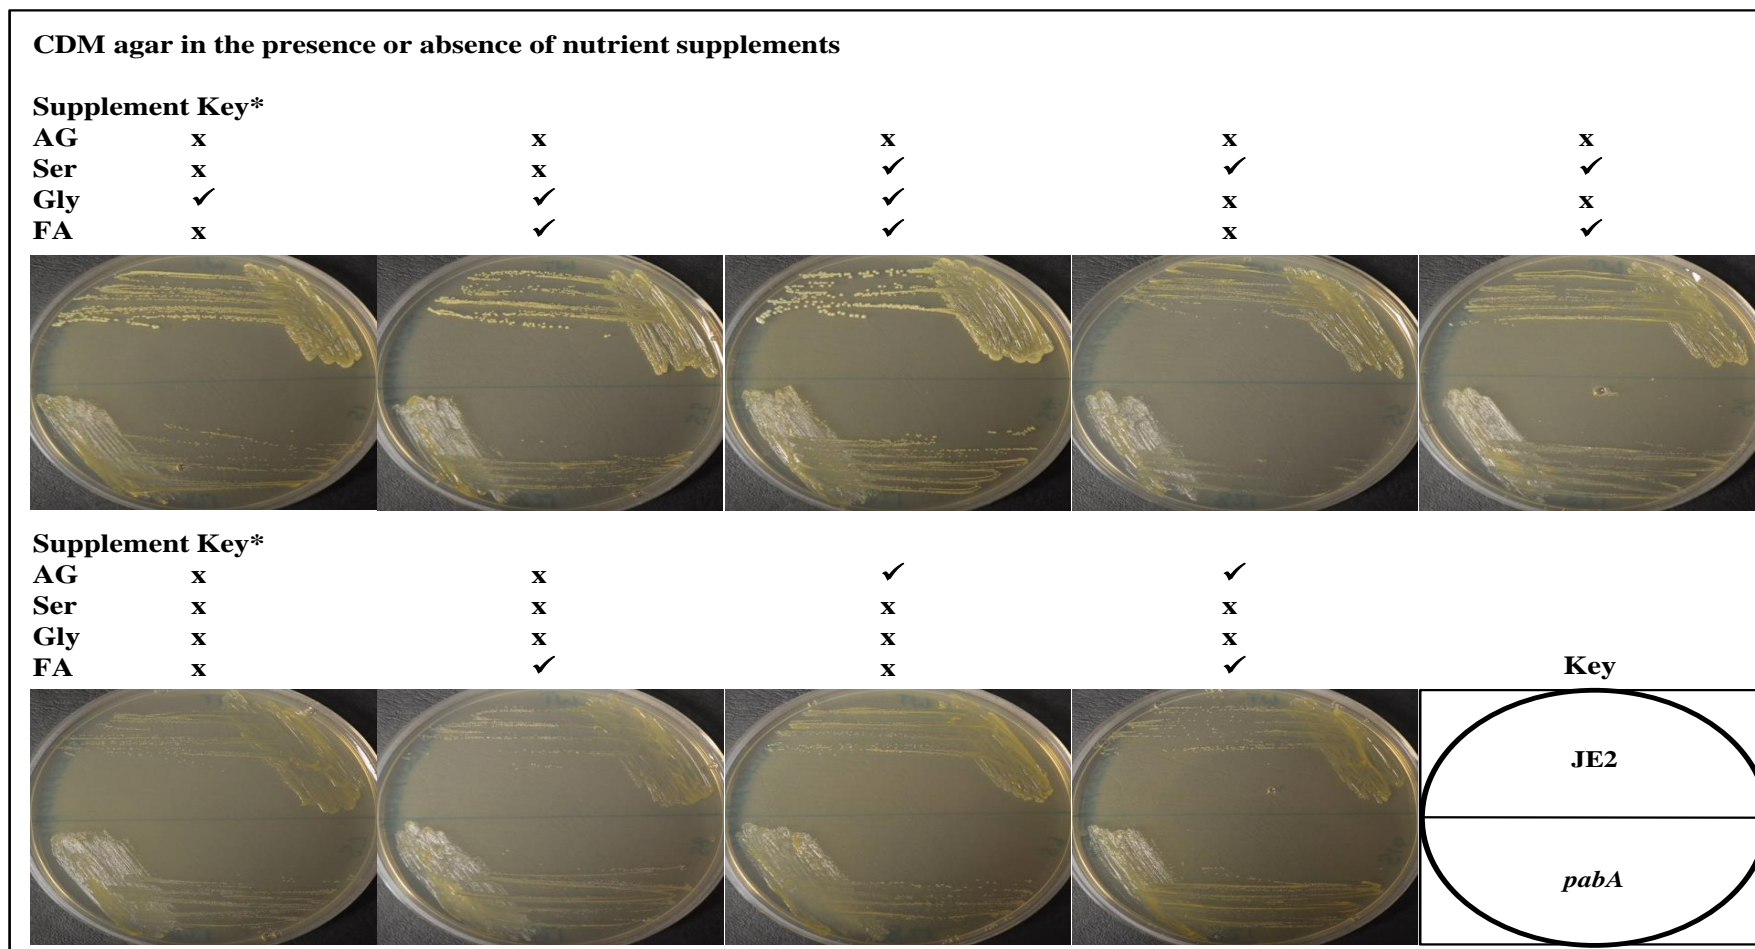 CDM agar in the presence or absence of nutrient supplements
Supplement Key*
AG x x x x x
Ser x x ✓ ✓ ✓
Gly ✓ ✓ ✓ x x
FA x ✓ ✓ x ✓
Supplement Key*
AG x x ✓ ✓
Ser x x x x
Gly x x x x
FA x ✓ x ✓
Key
JE2
pabA